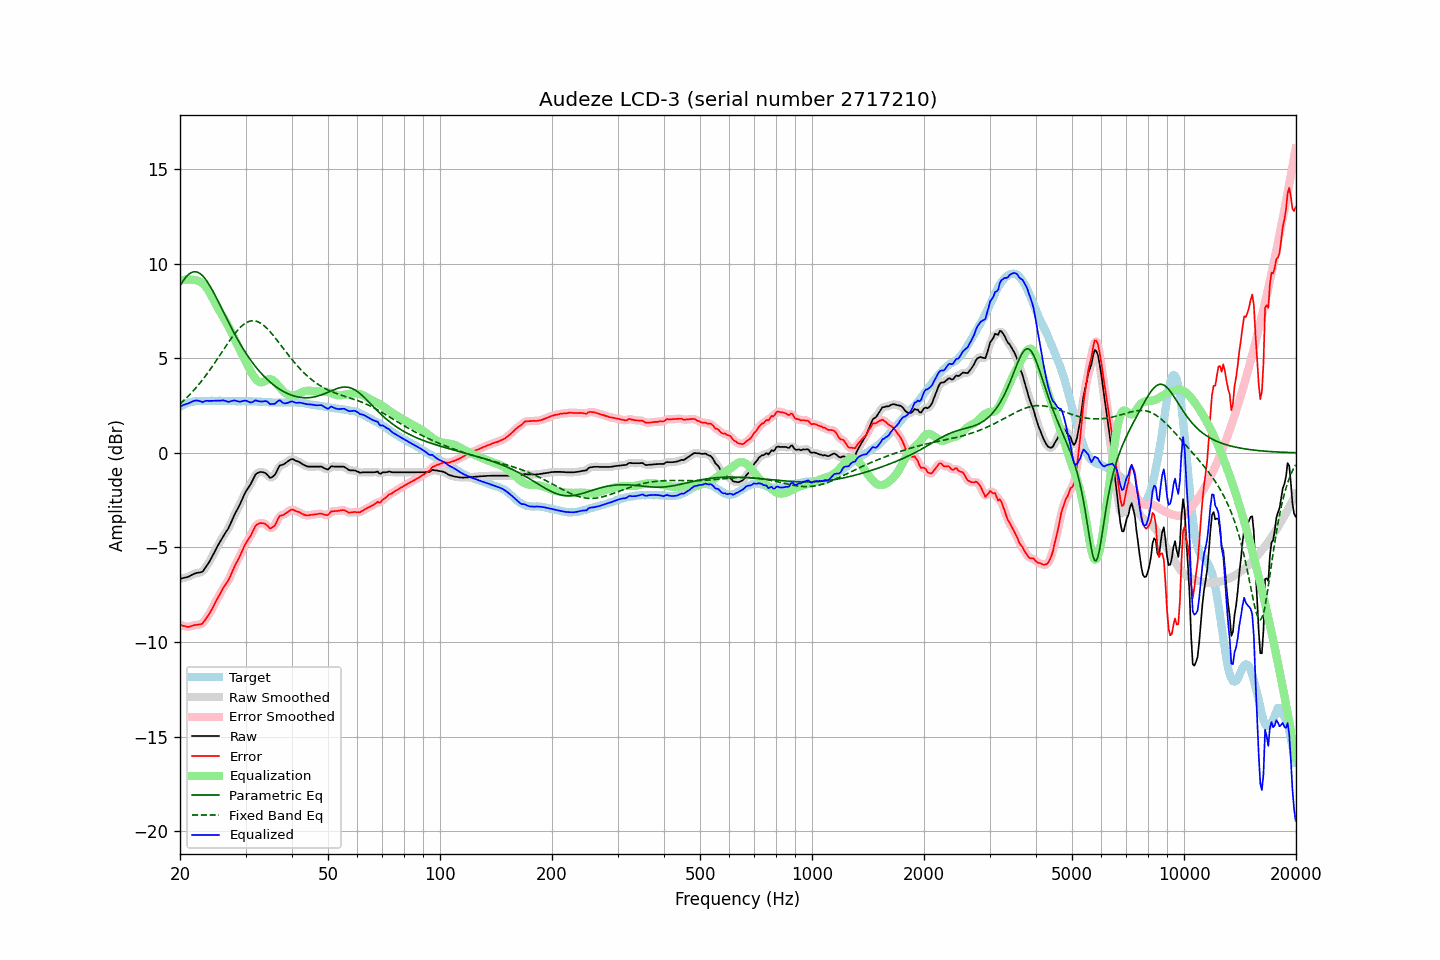 Audeze LCD-3 (serial number 2717210)
15
10
5
0
−5
−10
−15
−20
Amplitude (dBr)
Target
Raw Smoothed
Error Smoothed
Raw
Error
Equalization
Parametric Eq
Fixed Band Eq
Equalized
20 50 100 200 500 1000 2000 5000 10000 20000
Frequency (Hz)